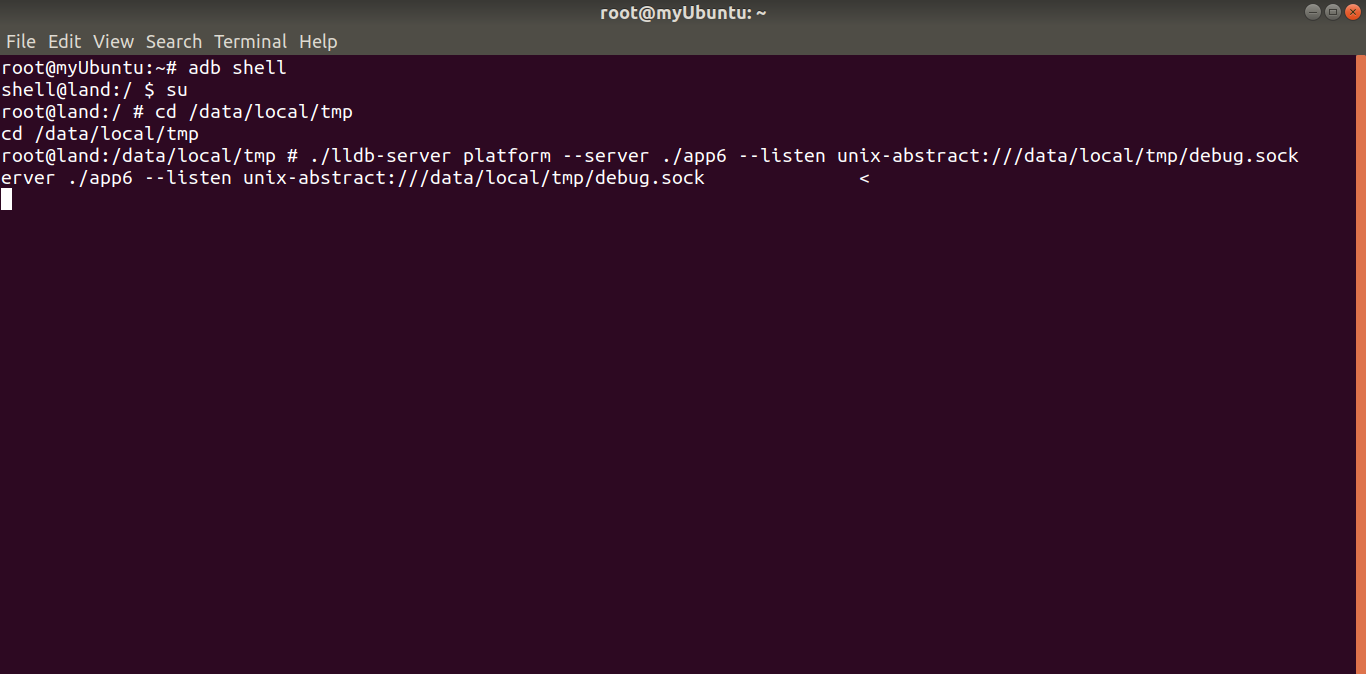 root@myUbuntu: ~
File Edit View Search Terminal Help
root@myUbuntu:~# adb shell
shell@land:/ $ su
root@land:/ # cd /data/local/tmp
cd /data/local/tmp
root@land:/data/local/tmp # ./lldb-server platform --server ./app6 --listen unix-abstract:///data/local/tmp/debug.sock
erver ./app6 --listen unix-abstract:///data/local/tmp/debug.sock              <